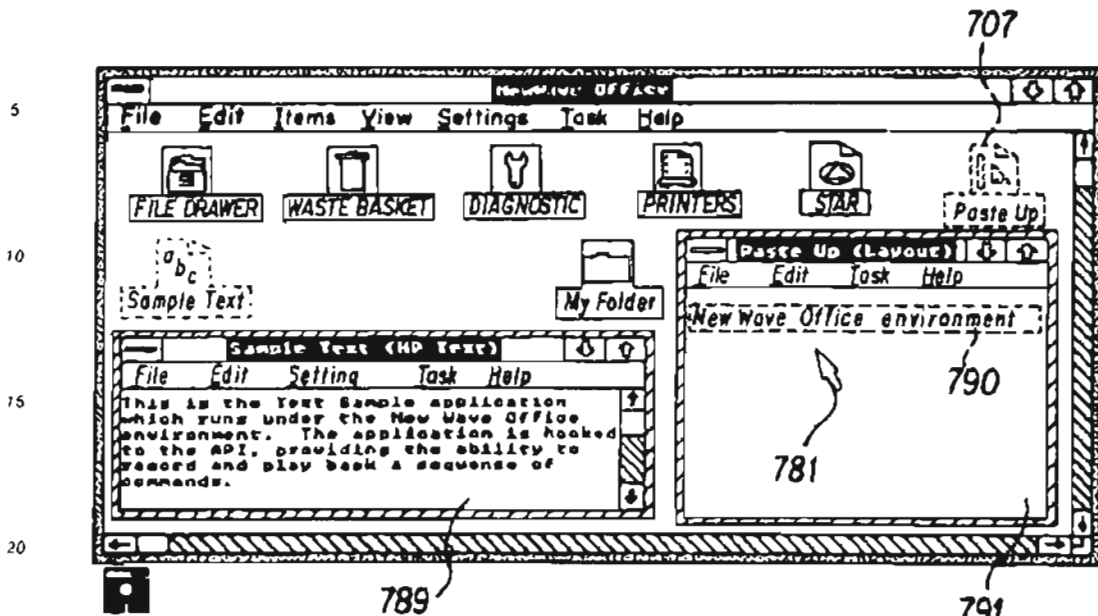 707
5
NewWave Office
File Edit Items View Settings Task Help
FILE DRAWER WASTE BASKET DIAGNOSTIC PRINTERS STAR Paste Up
10
abc
Sample Text
My Folder
Paste Up (Layout)
File Edit Task Help
New Wave Office environment
790
781
Sample Text (HP Text)
File Edit Setting Task Help
15
This is the Text Sample application
which runs under the New Wave Office
environment. The application is hooked
to the API, providing the ability to
record and play back a sequence of
commands.
20
789
791